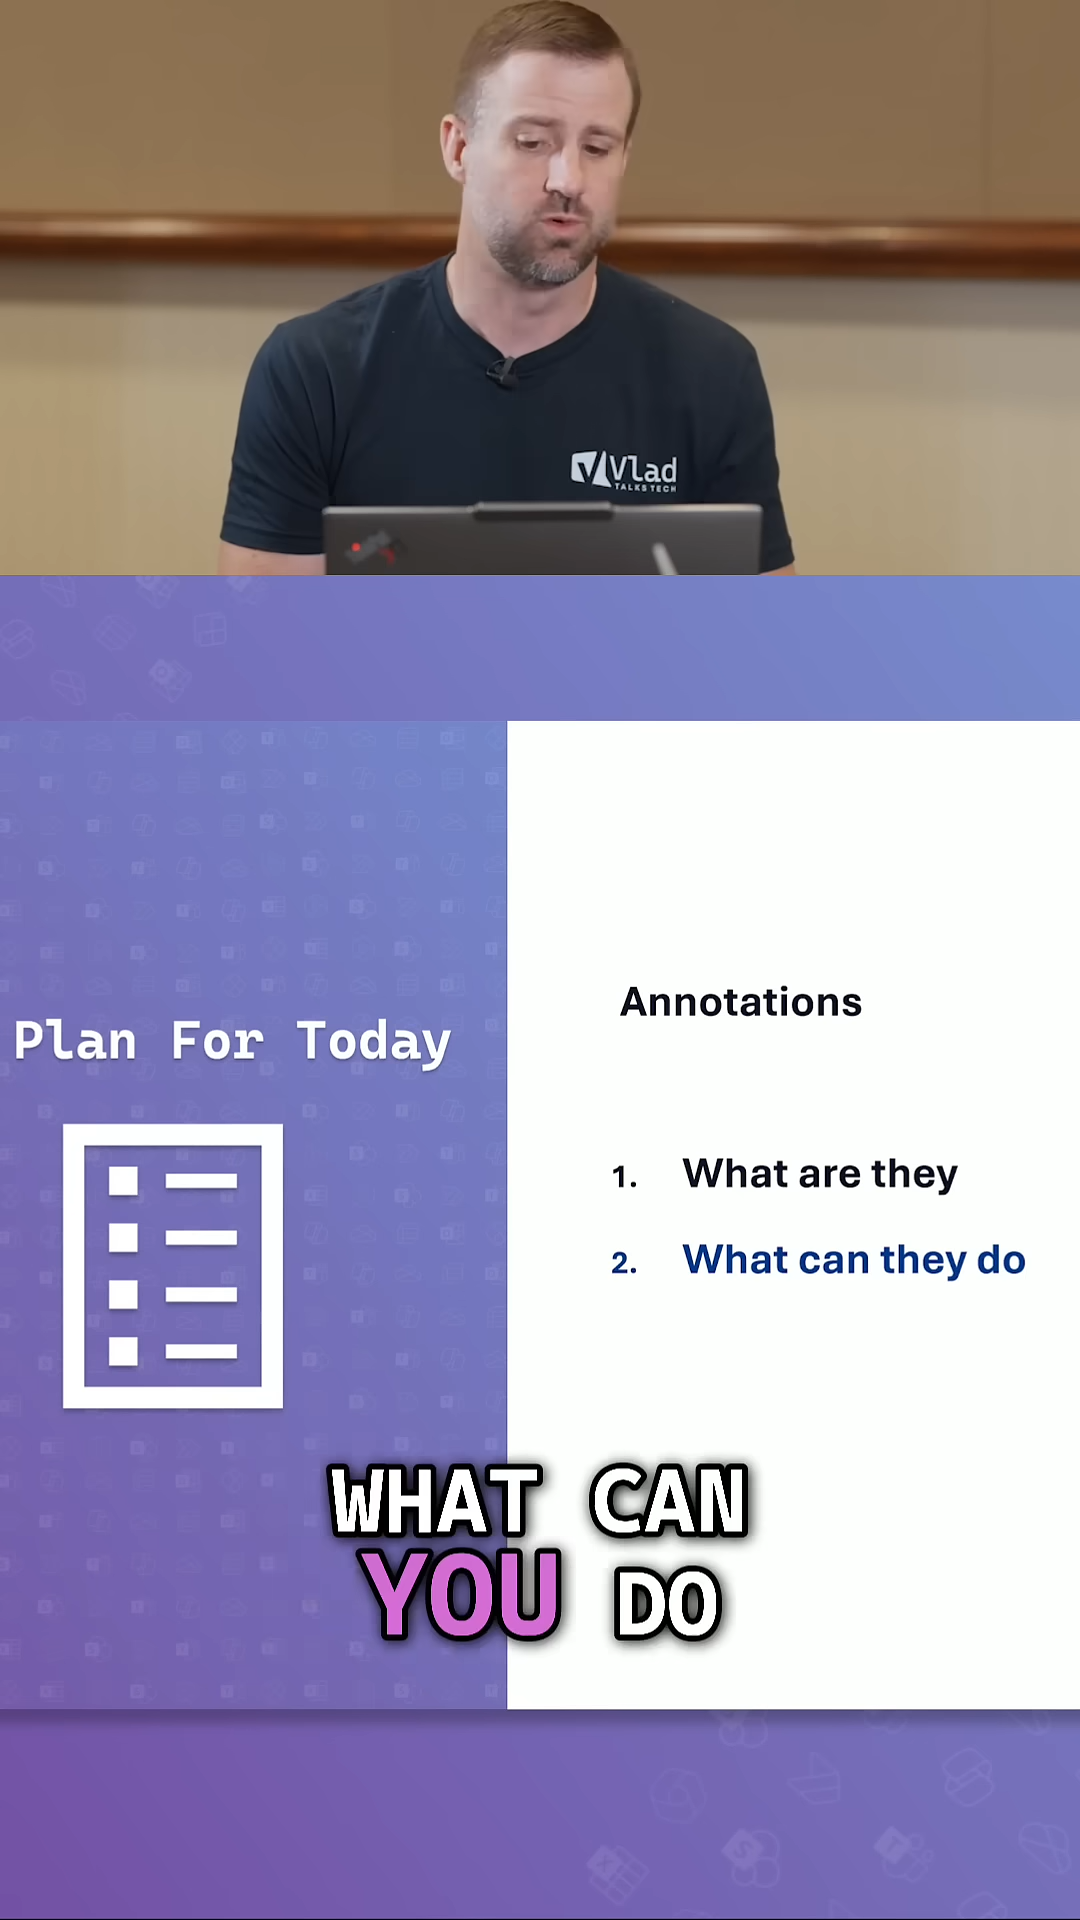 Vlad
TALKS TECH
Plan For Today
Annotations
1. What are they
2. What can they do
WHAT CAN
YOU DO